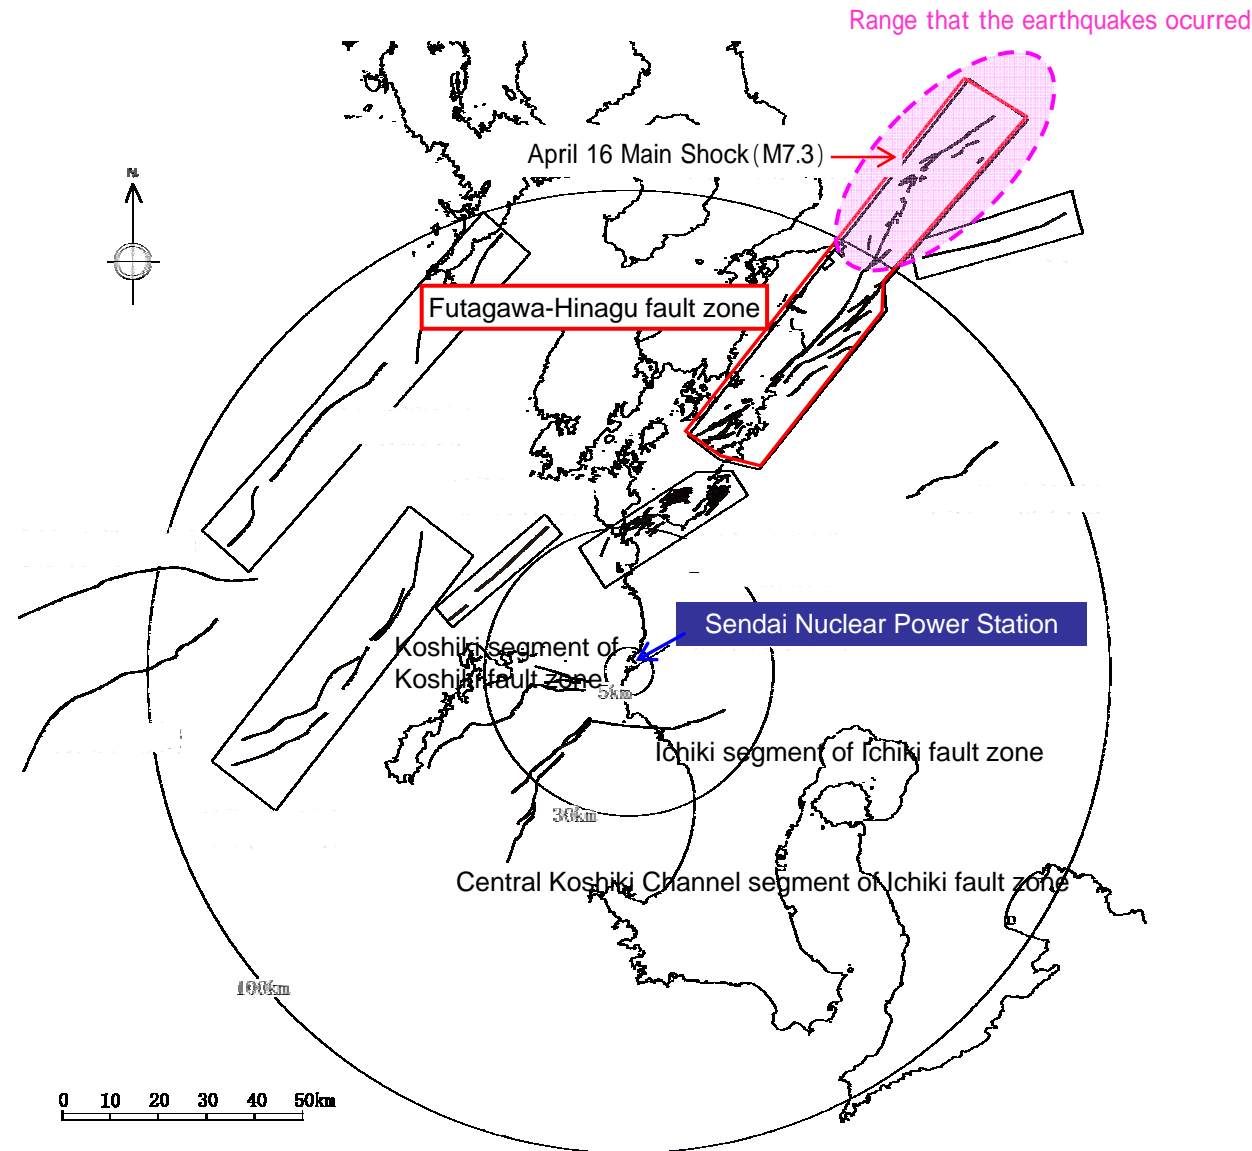 Range that the earthquakes ocurred
April 16 Main Shock(M7.3)
N
Futagawa-Hinagu fault zone
Sendai Nuclear Power Station
Koshiki segment of
Koshiki fault zone
5km
Ichiki segment of Ichiki fault zone
30km
Central Koshiki Channel segment of Ichiki fault zone
100km
0 10 20 30 40 50km